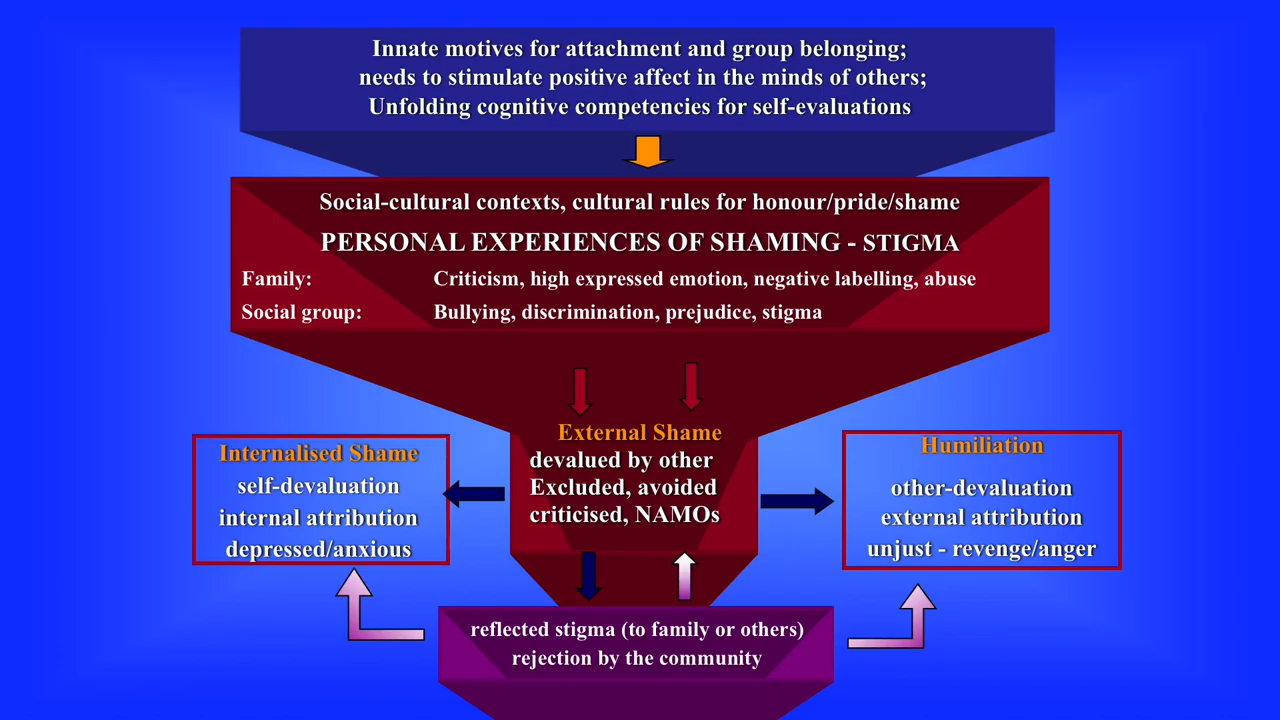 Innate motives for attachment and group belonging;
needs to stimulate positive affect in the minds of others;
Unfolding cognitive competencies for self-evaluations
Social-cultural contexts, cultural rules for honour/pride/shame
PERSONAL EXPERIENCES OF SHAMING - STIGMA
Family: Criticism, high expressed emotion, negative labelling, abuse
Social group: Bullying, discrimination, prejudice, stigma
External Shame
devalued by other
Excluded, avoided
criticised, NAMOs
Internalised Shame
self-devaluation
internal attribution
depressed/anxious
Humiliation
other-devaluation
external attribution
unjust - revenge/anger
reflected stigma (to family or others)
rejection by the community